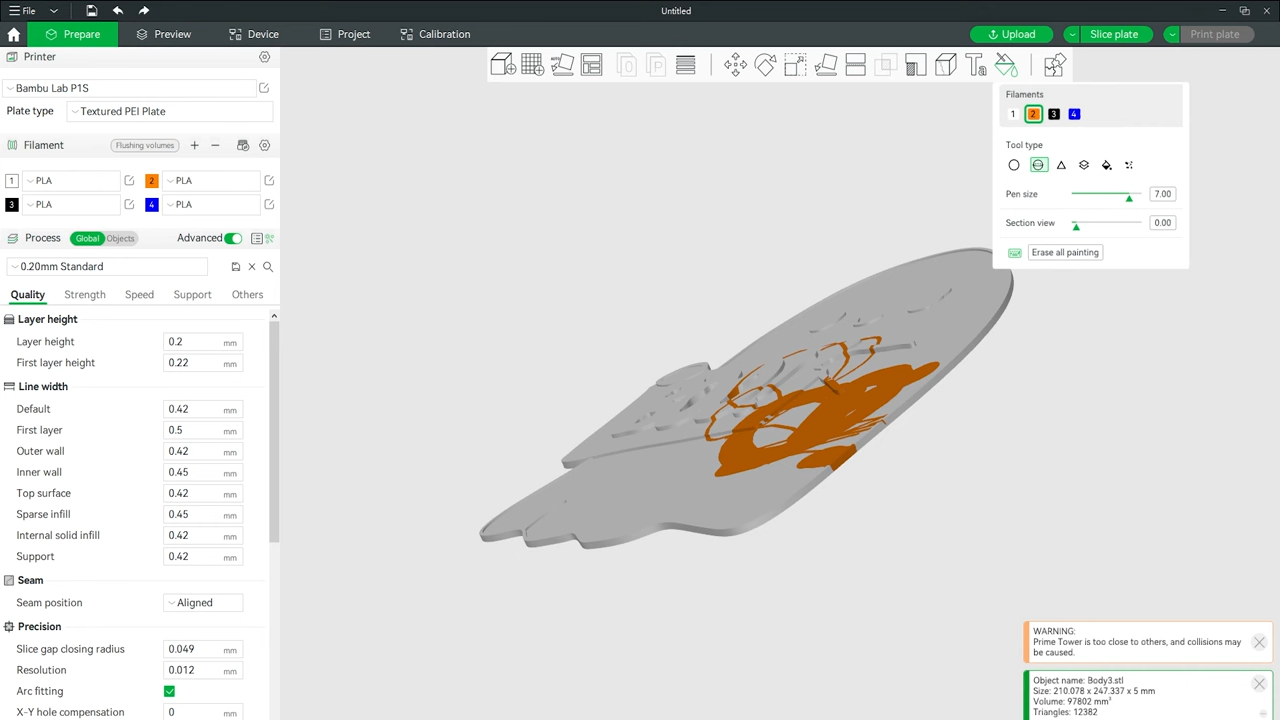 File
Untitled
Prepare
Preview
Device
Project
Calibration
Upload
Slice plate
Print plate
Printer
Bambu Lab P1S
Plate type
Textured PEI Plate
Filament
Flushing volumes
1 PLA
2 PLA
3 PLA
4 PLA
Process
Global
Objects
Advanced
0.20mm Standard
Quality
Strength
Speed
Support
Others
Layer height
Layer height 0.2 mm
First layer height 0.22 mm
Line width
Default 0.42 mm
First layer 0.5 mm
Outer wall 0.42 mm
Inner wall 0.45 mm
Top surface 0.42 mm
Sparse infill 0.45 mm
Internal solid infill 0.42 mm
Support 0.42 mm
Seam
Seam position Aligned
Precision
Slice gap closing radius 0.049 mm
Resolution 0.012 mm
Arc fitting
X-Y hole compensation 0 mm
Filaments
1 2 3 4
Tool type
Pen size 7.00
Section view 0.00
Erase all painting
WARNING:
Prime Tower is too close to others, and collisions may
be caused.
Object name: Body3.stl
Size: 210.078 x 247.337 x 5 mm
Volume: 97802 mm³
Triangles: 12382